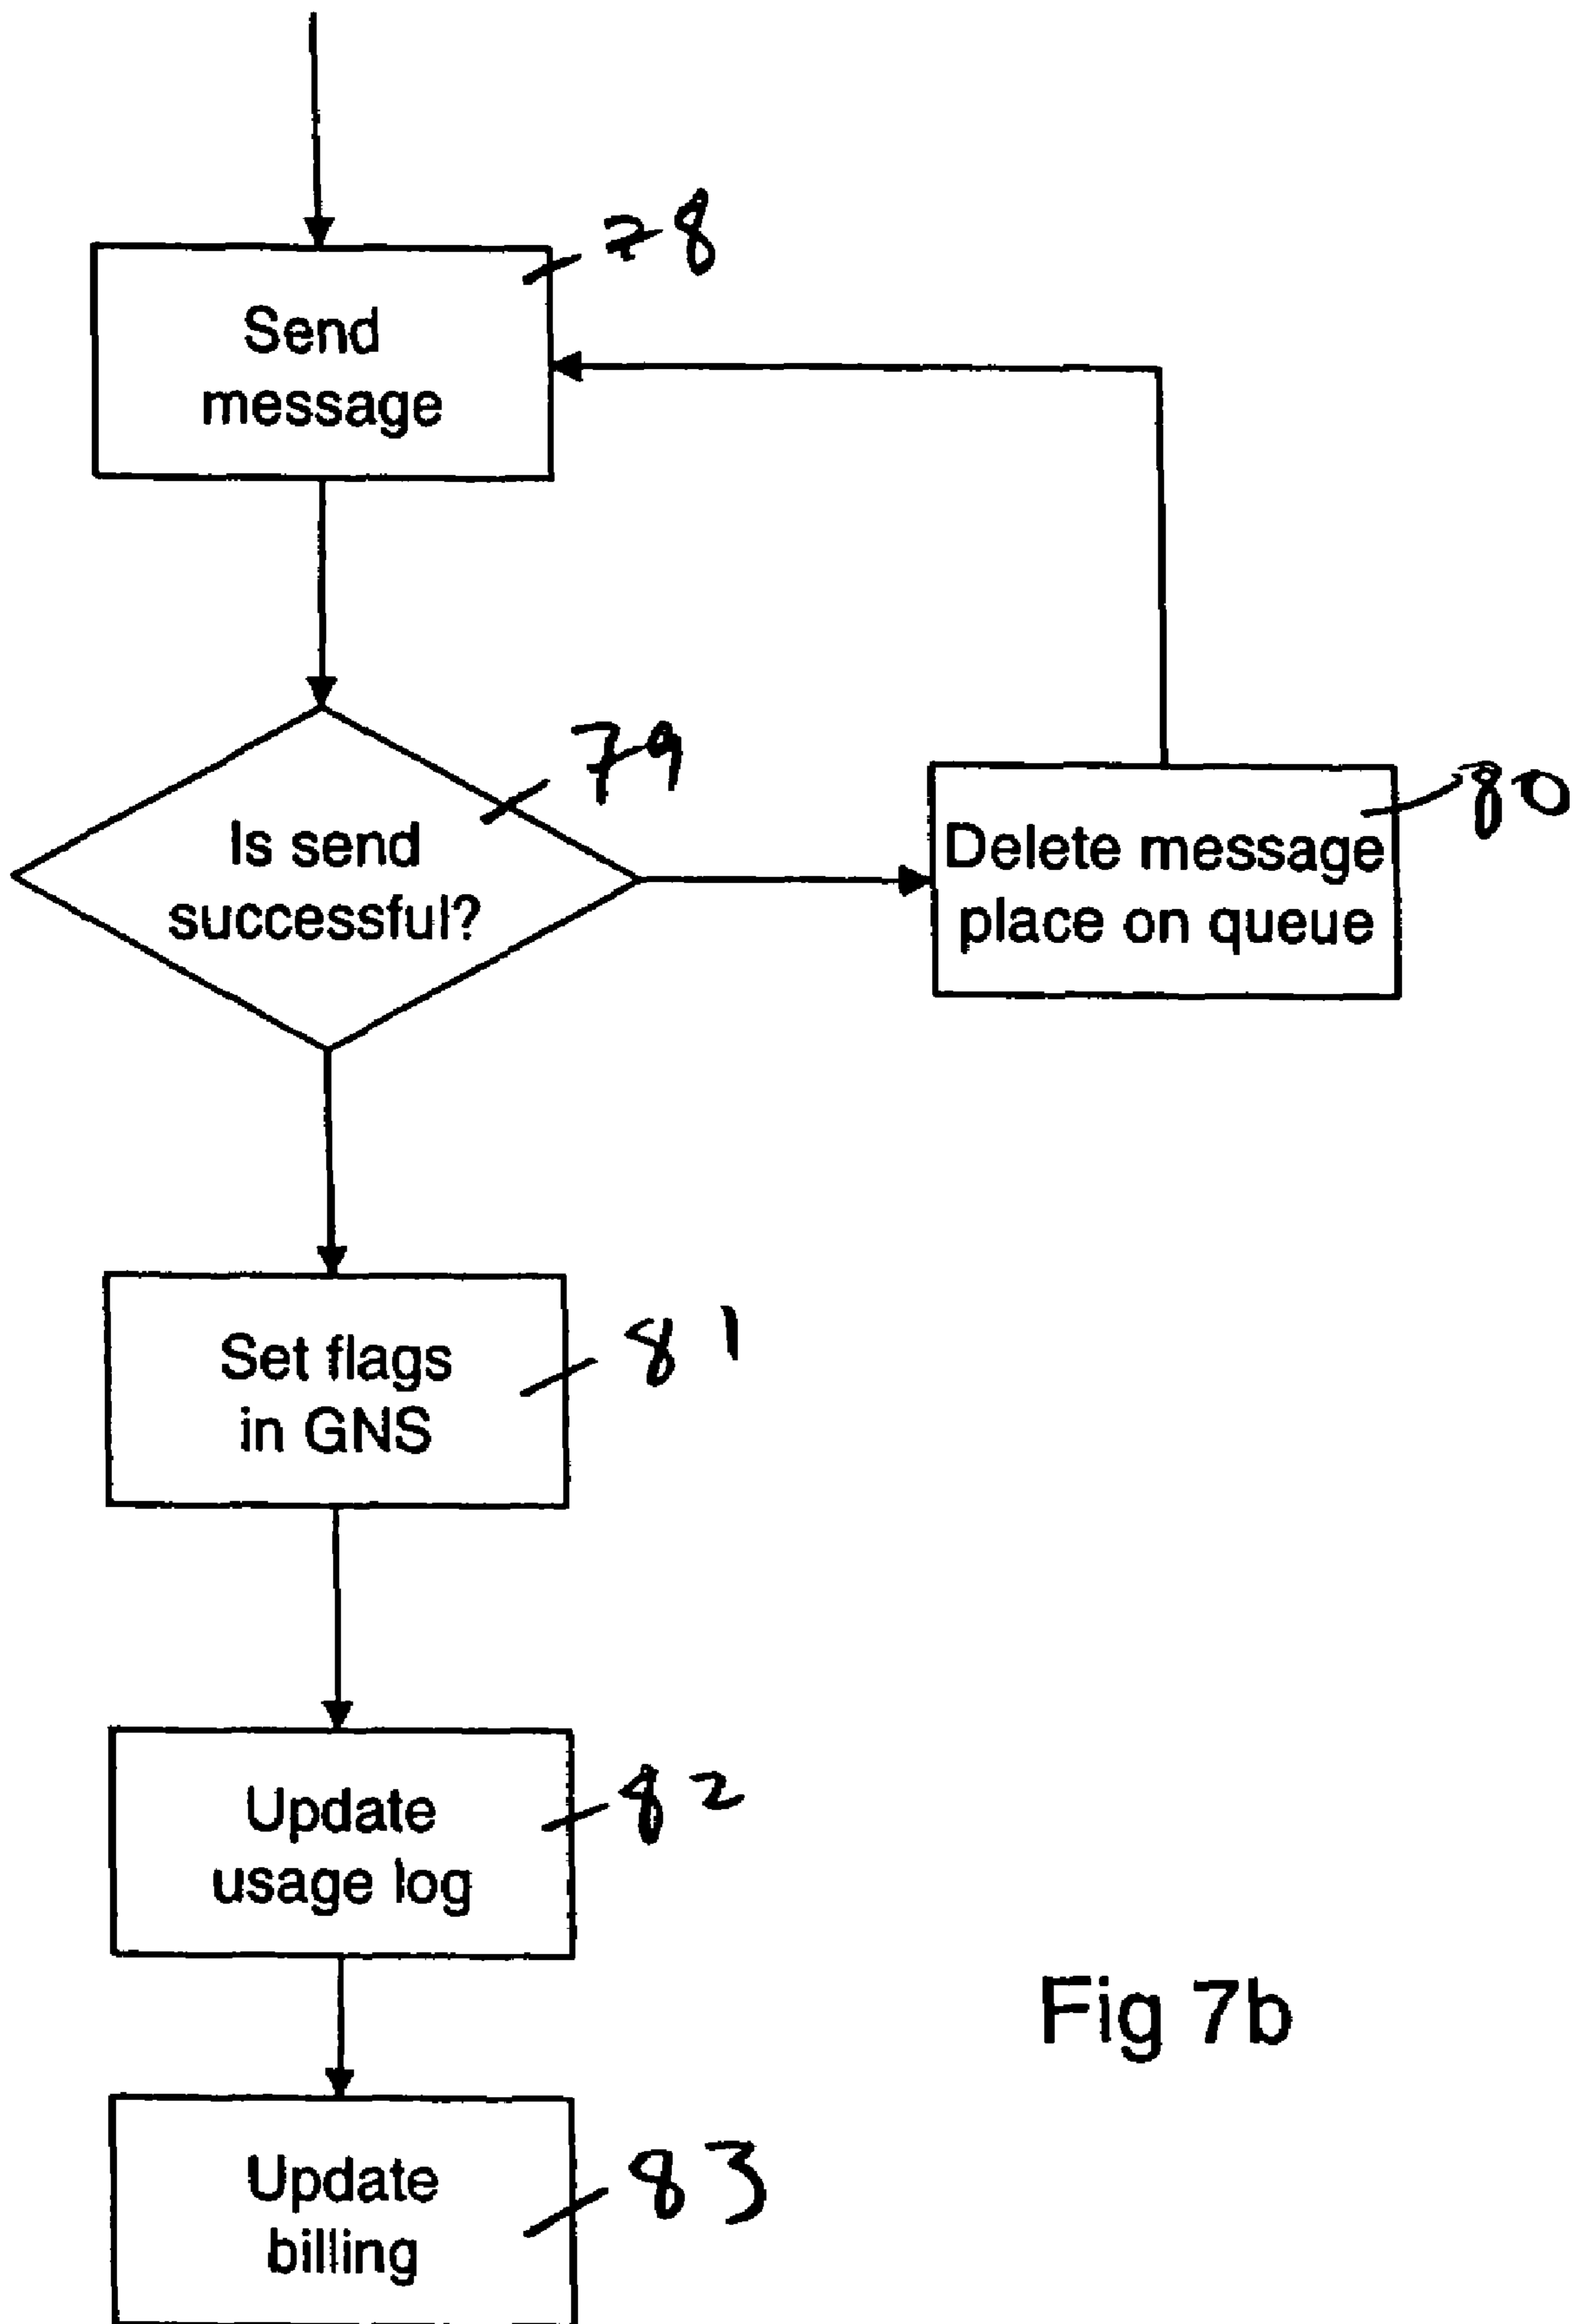 78
Send
message
79
Is send
successful?
80
Delete message
place on queue
81
Set flags
in GNS
82
Update
usage log
Fig 7b
83
Update
billing